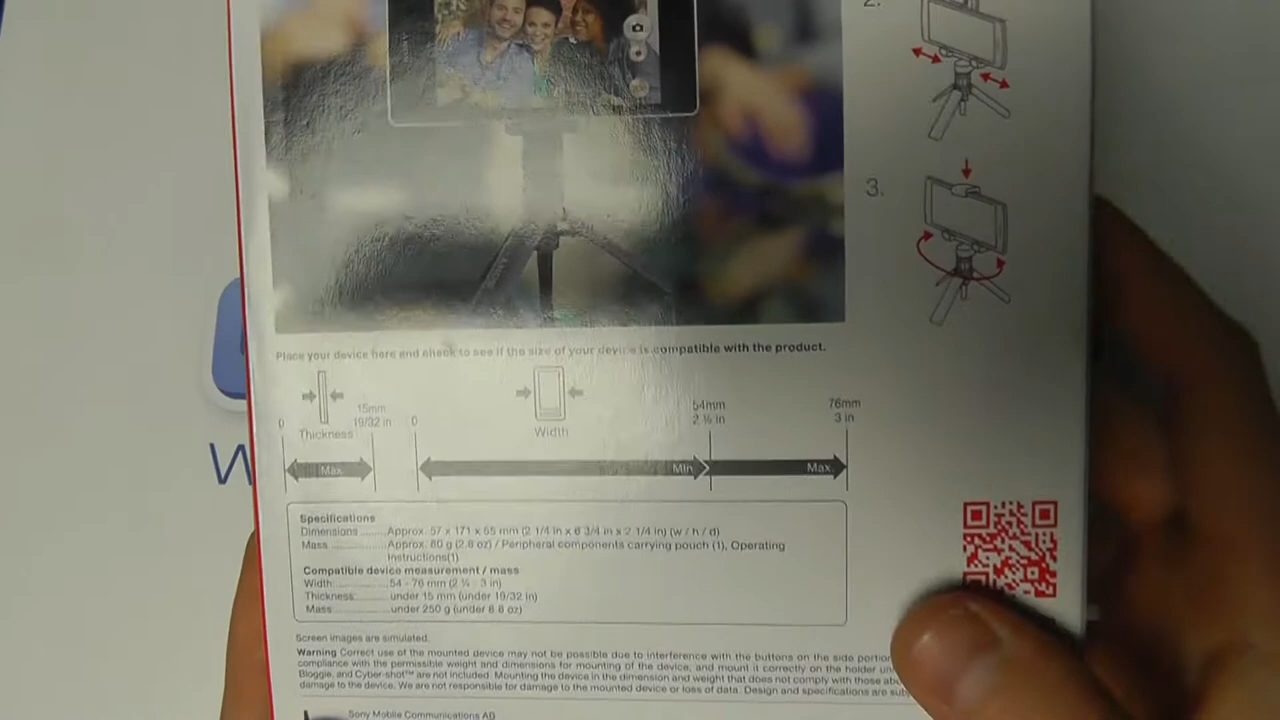 2.
3.
Place your device here and check to see if the size of your device is compatible with the product.
0
Thickness
15mm
19/32 in
0
Width
54mm
2 ⅛ in
76mm
3 in
Max.
Min.
Max.
Specifications
Dimensions ........ Approx. 57 x 171 x 55 mm (2 1/4 in x 6 3/4 in x 2 1/4 in) (w / h / d)
Mass ................. Approx. 80 g (2.8 oz) / Peripheral components carrying pouch (1), Operating
Instructions(1)
Compatible device measurement / mass
Width ................. 54 - 76 mm (2 ⅛ - 3 in)
Thickness .......... under 15 mm (under 19/32 in)
Mass .................. under 250 g (under 8.8 oz)
Screen images are simulated.
Warning Correct use of the mounted device may not be possible due to interference with the buttons on the side portion
compliance with the permissible weight and dimensions for mounting of the device, and mount it correctly on the holder
Bloggie, and Cyber-shot™ are not included. Mounting the device in the dimension and weight that does not comply with those
damage to the device. We are not responsible for damage to the mounted device or loss of data. Design and specifications are
Sony Mobile Communications AB
W